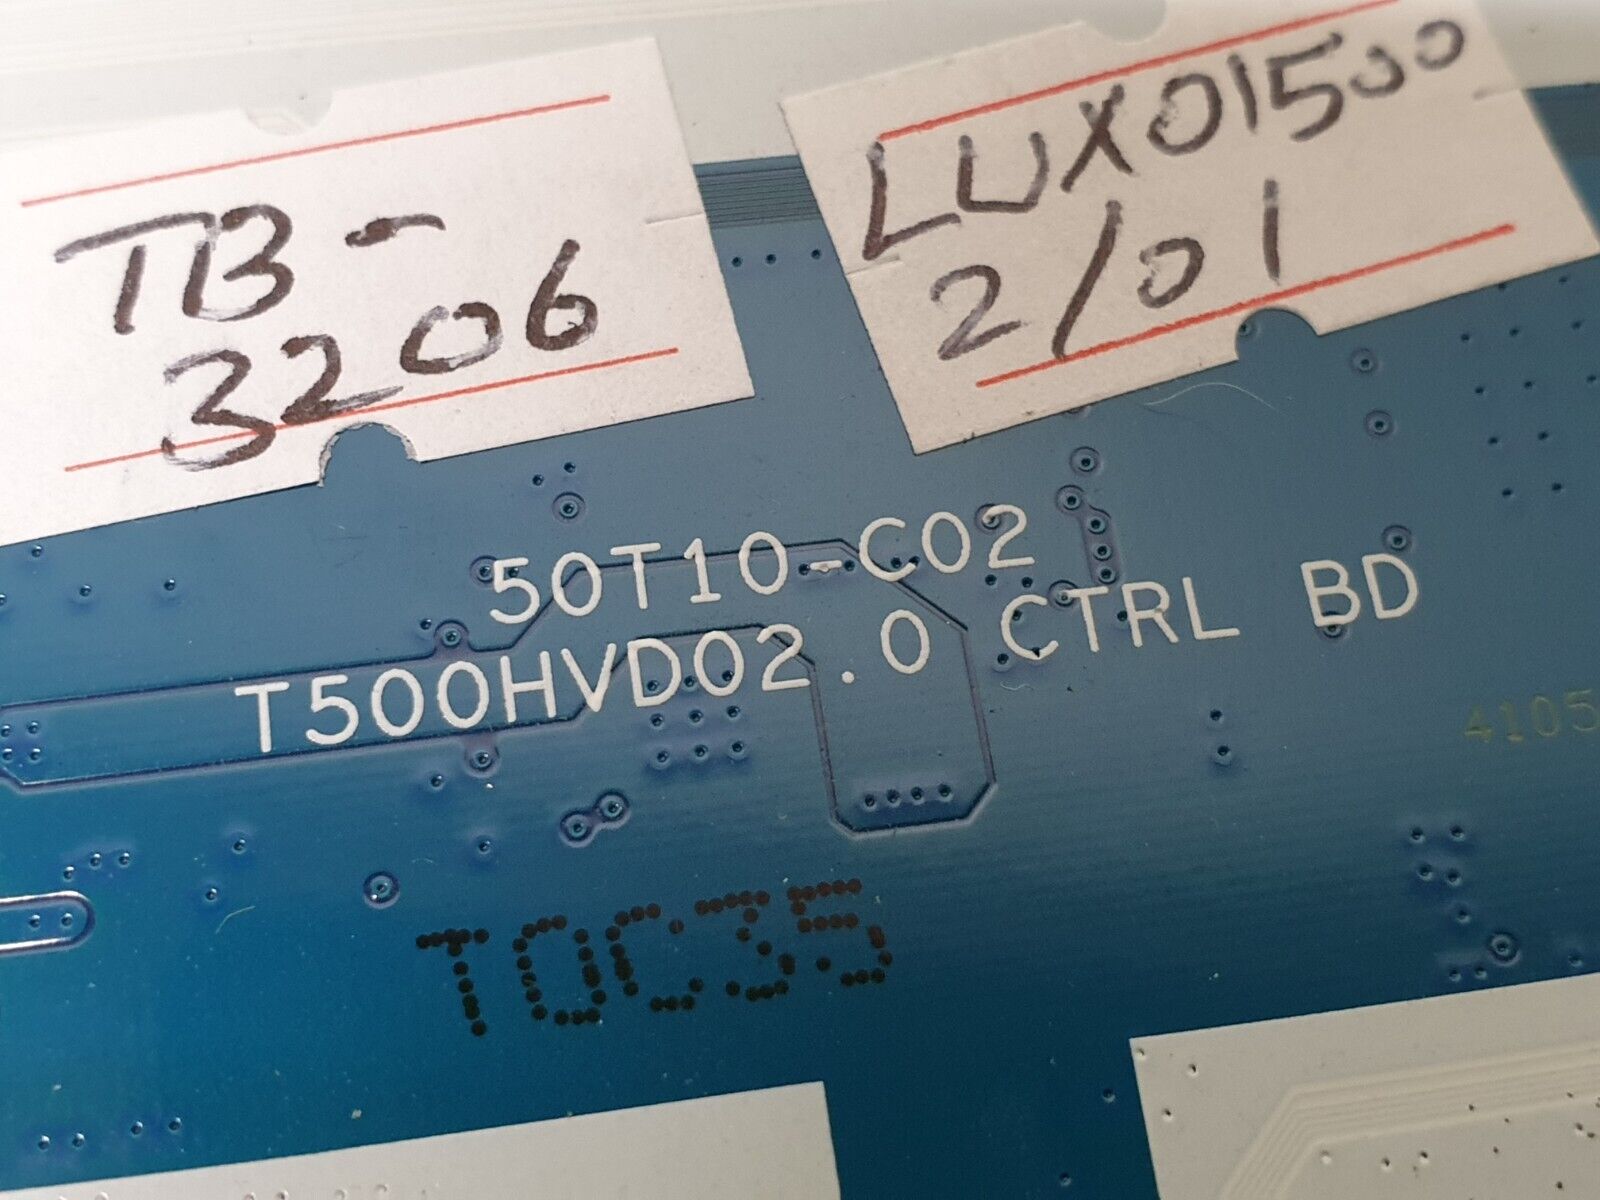 TB-
3206
LUX01500
2/01
50T10-C02
T500HVD02.0 CTRL BD
4105
TOC35